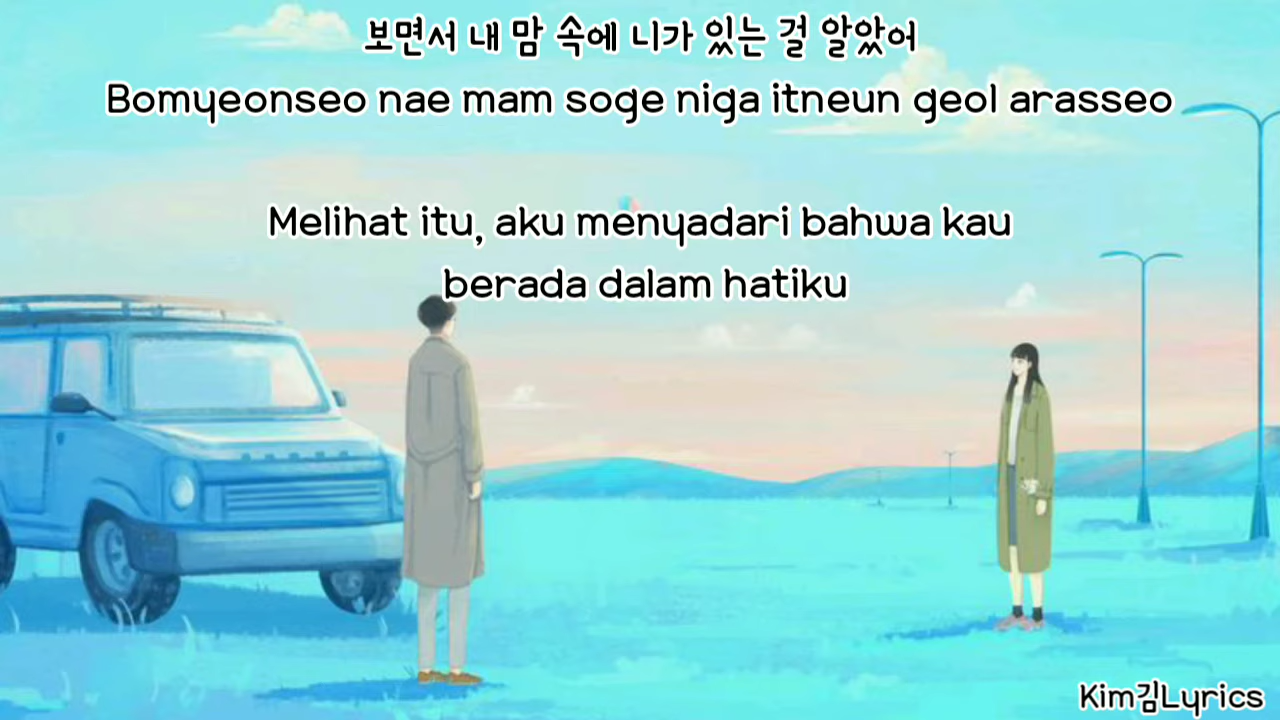 보면서 내 맘 속에 니가 있는 걸 알았어
Bomyeonseo nae mam soge niga itneun geol arasseo
Melihat itu, aku menyadari bahwa kau
berada dalam hatiku
Kim김Lyrics